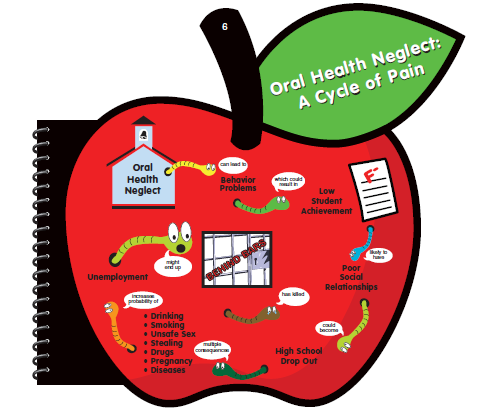 6
Oral Health Neglect:
A Cycle of Pain
Oral
Health
Neglect
can lead to
Behavior
Problems
which could
result in
Low
Student
Achievement
F-
likely to
have
Poor
Social
Relationships
could
become
High School
Drop Out
multiple
consequences
• Drinking
• Smoking
• Unsafe Sex
• Stealing
• Drugs
• Pregnancy
• Diseases
increases
probability of
Unemployment
might
end up
BEHIND BARS
has killed